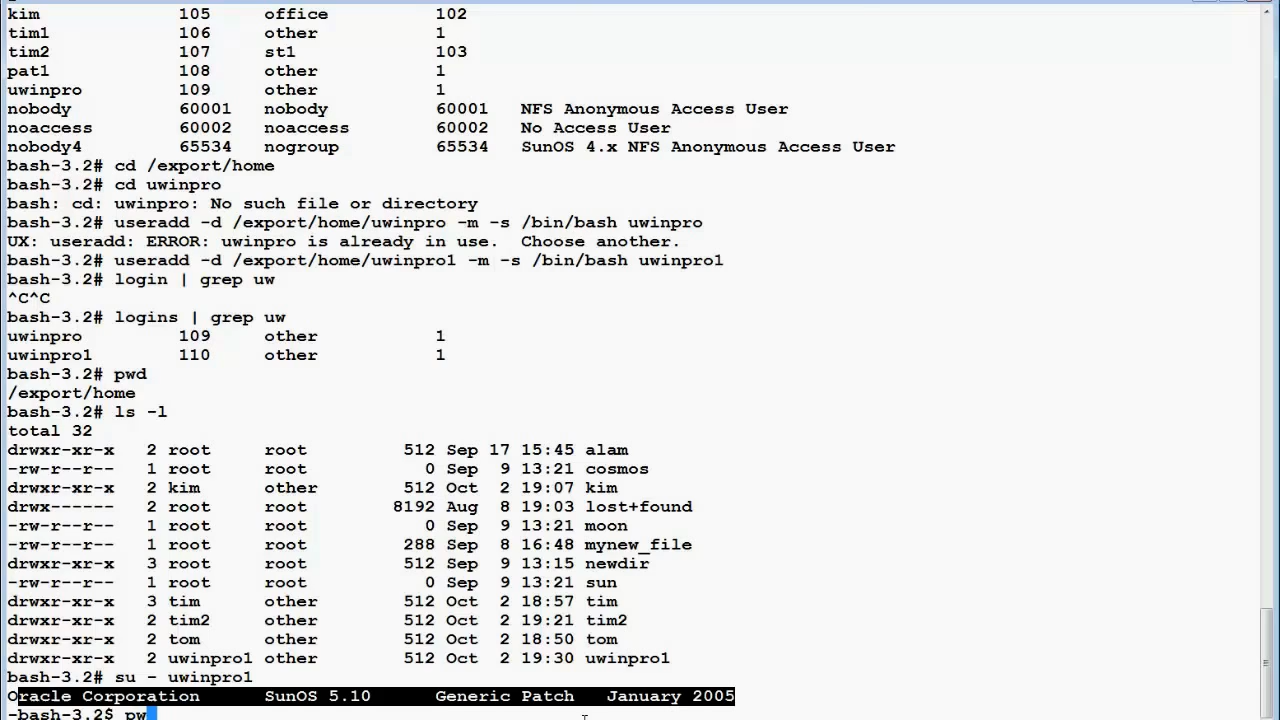 kim 105 office 102
tim1 106 other 1
tim2 107 st1 103
pat1 108 other 1
uwinpro 109 other 1
nobody 60001 nobody 60001 NFS Anonymous Access User
noaccess 60002 noaccess 60002 No Access User
nobody4 65534 nogroup 65534 SunOS 4.x NFS Anonymous Access User
bash-3.2# cd /export/home
bash-3.2# cd uwinpro
bash: cd: uwinpro: No such file or directory
bash-3.2# useradd -d /export/home/uwinpro -m -s /bin/bash uwinpro
UX: useradd: ERROR: uwinpro is already in use.  Choose another.
bash-3.2# useradd -d /export/home/uwinpro1 -m -s /bin/bash uwinpro1
bash-3.2# login | grep uw
^C^C
bash-3.2# logins | grep uw
uwinpro 109 other 1
uwinpro1 110 other 1
bash-3.2# pwd
/export/home
bash-3.2# ls -l
total 32
drwxr-xr-x 2 root root 512 Sep 17 15:45 alam
-rw-r--r-- 1 root root 0 Sep 9 13:21 cosmos
drwxr-xr-x 2 kim other 512 Oct 2 19:07 kim
drwx------ 2 root root 8192 Aug 8 19:03 lost+found
-rw-r--r-- 1 root root 0 Sep 9 13:21 moon
-rw-r--r-- 1 root root 288 Sep 8 16:48 mynew_file
drwxr-xr-x 3 root root 512 Sep 9 13:15 newdir
-rw-r--r-- 1 root root 0 Sep 9 13:21 sun
drwxr-xr-x 3 tim other 512 Oct 2 18:57 tim
drwxr-xr-x 2 tim2 other 512 Oct 2 19:21 tim2
drwxr-xr-x 2 tom other 512 Oct 2 18:50 tom
drwxr-xr-x 2 uwinpro1 other 512 Oct 2 19:30 uwinpro1
bash-3.2# su - uwinpro1
Oracle Corporation SunOS 5.10 Generic Patch January 2005
-bash-3.2$ pw